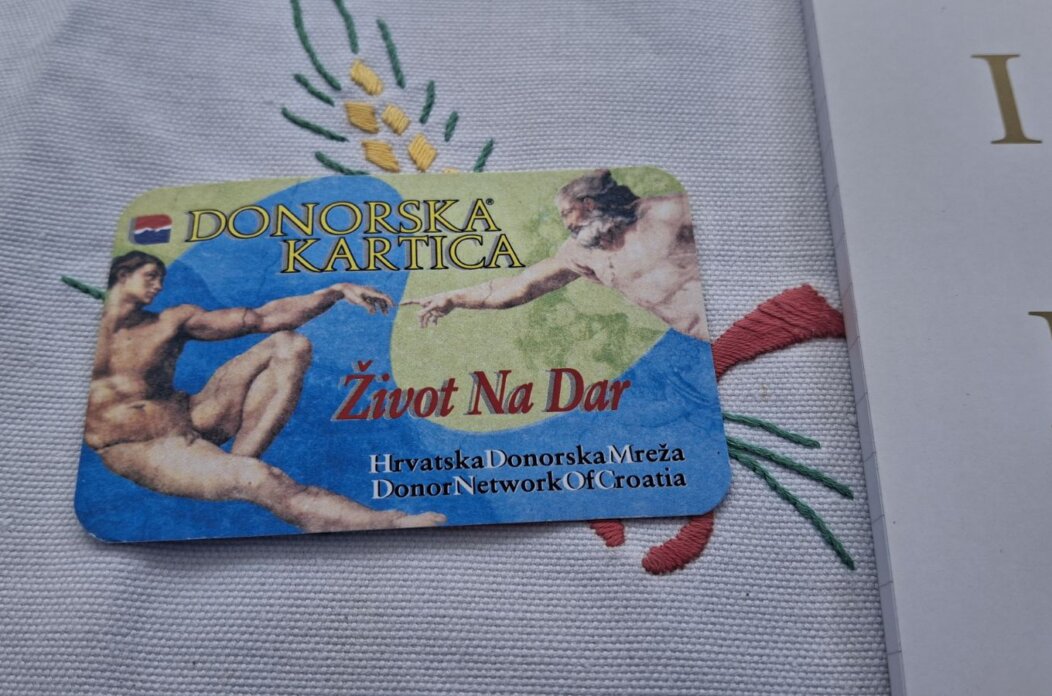 DONORSKA®
KARTICA
Život Na Dar
HrvatskaDonorskaMreža
DonorNetworkOfCroatia
I